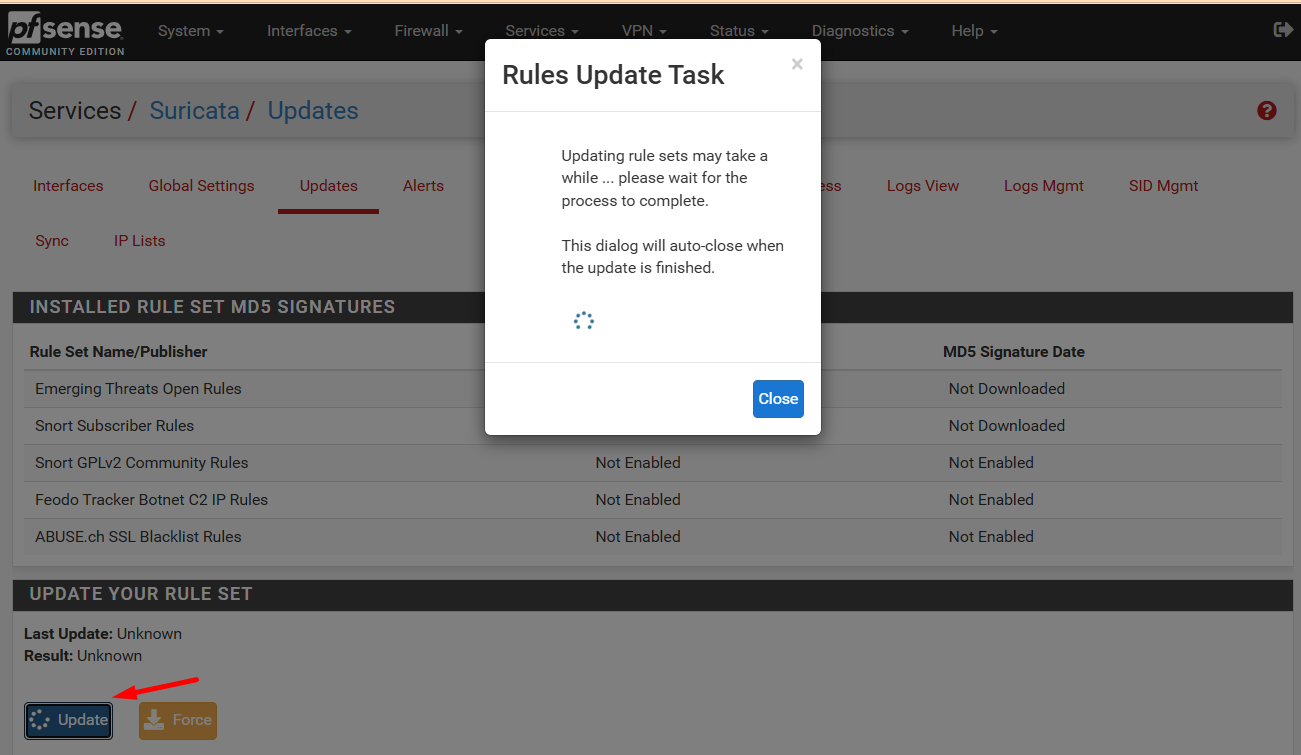 pfsense
COMMUNITY EDITION
System
Interfaces
Firewall
Services
VPN
Status
Diagnostics
Help
Rules Update Task
×
Services / Suricata / Updates
?
Updating rule sets may take a
while ... please wait for the
process to complete.
This dialog will auto-close when
the update is finished.
Close
Interfaces
Global Settings
Updates
Alerts
Logs View
Logs Mgmt
SID Mgmt
Sync
IP Lists
INSTALLED RULE SET MD5 SIGNATURES
Rule Set Name/Publisher MD5 Signature Date
Emerging Threats Open Rules Not Downloaded
Snort Subscriber Rules Not Downloaded
Snort GPLv2 Community Rules Not Enabled Not Enabled
Feodo Tracker Botnet C2 IP Rules Not Enabled Not Enabled
ABUSE.ch SSL Blacklist Rules Not Enabled Not Enabled
UPDATE YOUR RULE SET
Last Update: Unknown
Result: Unknown
Update
Force